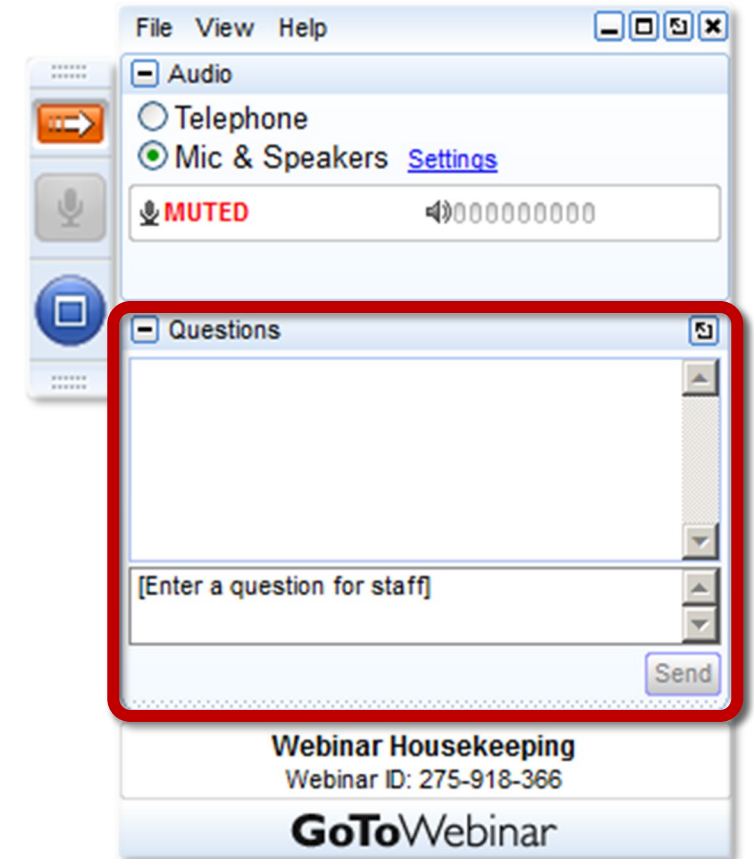 File View Help
Audio
Telephone
Mic & Speakers Settings
MUTED
Questions
[Enter a question for staff]
Send
Webinar Housekeeping
Webinar ID: 275-918-366
GoToWebinar